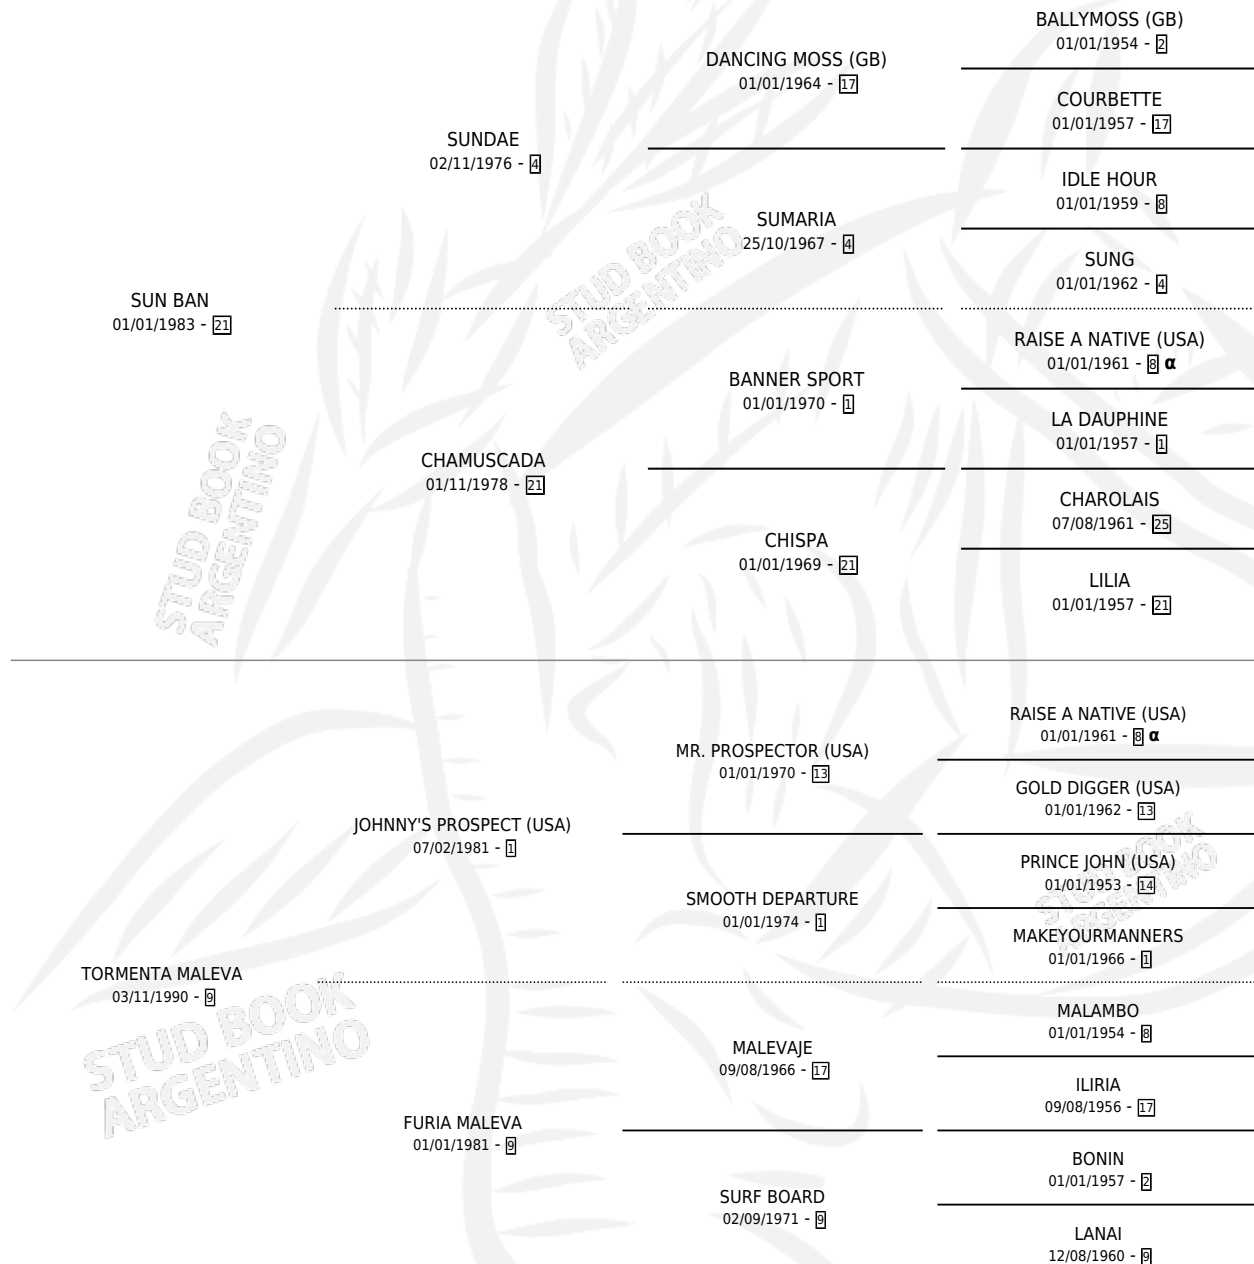 BALLYMOSS (GB)
01/01/1954 - 2
DANCING MOSS (GB)
01/01/1964 - 17
COURBETTE
01/01/1957 - 17
SUNDAE
02/11/1976 - 4
IDLE HOUR
01/01/1959 - 8
SUMARIA
25/10/1967 - 4
SUNG
01/01/1962 - 4
SUN BAN
01/01/1983 - 21
RAISE A NATIVE (USA)
01/01/1961 - 8 α
BANNER SPORT
01/01/1970 - 1
LA DAUPHINE
01/01/1957 - 1
CHAMUSCADA
01/11/1978 - 21
CHAROLAIS
07/08/1961 - 25
CHISPA
01/01/1969 - 21
LILIA
01/01/1957 - 21
STUD BOOK
ARGENTINO
STUD BOOK
ARGENTINO
RAISE A NATIVE (USA)
01/01/1961 - 8 α
MR. PROSPECTOR (USA)
01/01/1970 - 13
GOLD DIGGER (USA)
01/01/1962 - 13
JOHNNY'S PROSPECT (USA)
07/02/1981 - 1
PRINCE JOHN (USA)
01/01/1953 - 14
SMOOTH DEPARTURE
01/01/1974 - 1
MAKEYOURMANNERS
01/01/1966 - 1
TORMENTA MALEVA
03/11/1990 - 9
MALAMBO
01/01/1954 - 8
MALEVAJE
09/08/1966 - 17
ILIRIA
09/08/1956 - 17
FURIA MALEVA
01/01/1981 - 9
BONIN
01/01/1957 - 2
SURF BOARD
02/09/1971 - 9
LANAI
12/08/1960 - 9
STUD BOOK
ARGENTINO
STUD BOOK
ARGENTINO